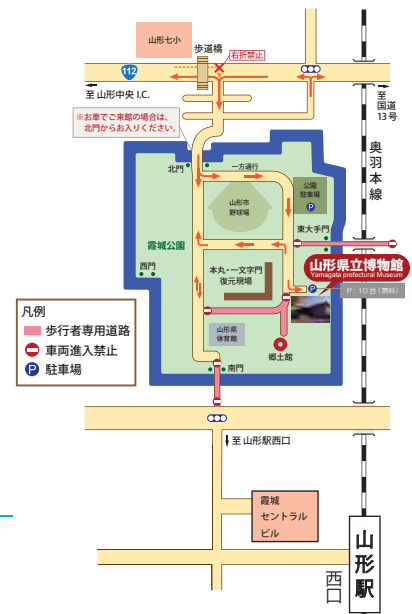 山形七小
歩道橋
右折禁止
112
至 山形中央 I.C.
至
国道
13号
※お車でご来館の場合は、
北門からお入りください。
奥羽本線
北門
一方通行
公園
駐車場
P
山形市
野球場
東大手門
霞城公園
西門
本丸・一文字門
復元現場
山形県立博物館
Yamagata prefectural Museum
P:10台(無料)
P
凡例
歩行者専用道路
車両進入禁止
P 駐車場
山形県
体育館
郷土館
南門
至 山形駅西口
霞城
セントラル
ビル
山形駅
西口